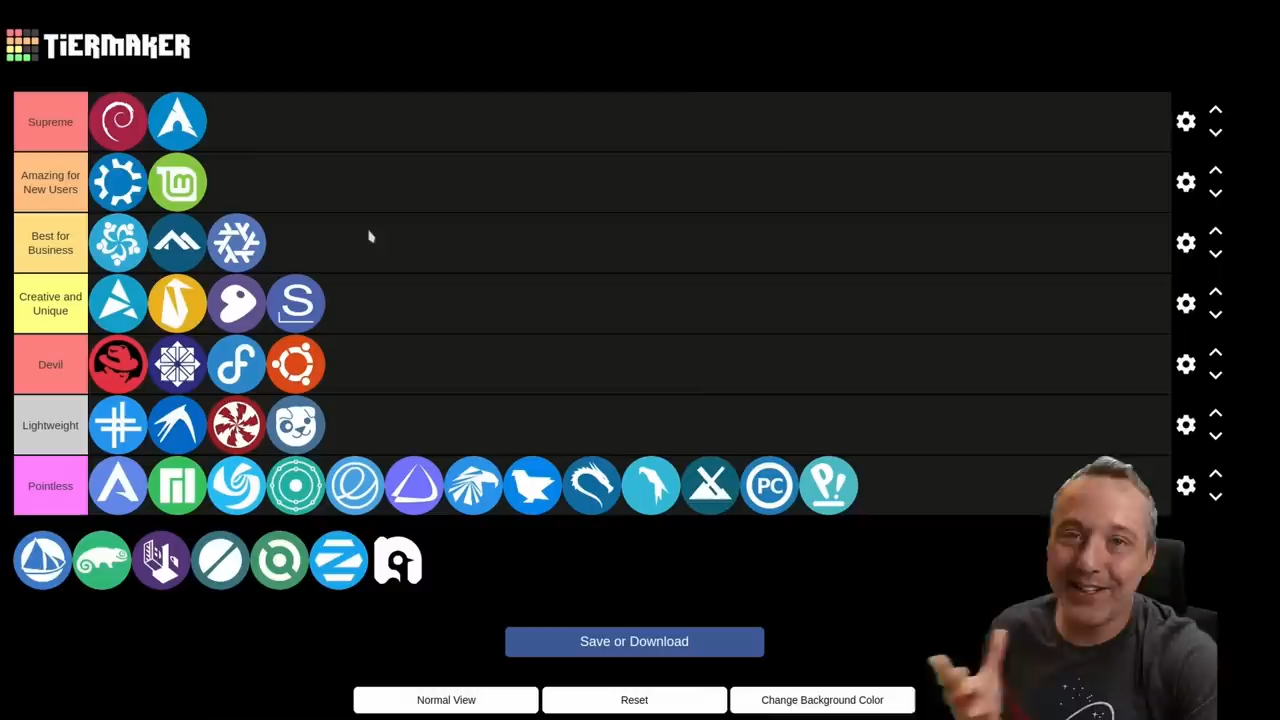 TiERMAKER
Supreme
Amazing for
New Users
Best for
Business
Creative and
Unique
Devil
Lightweight
Pointless
PC
Save or Download
Normal View
Reset
Change Background Color